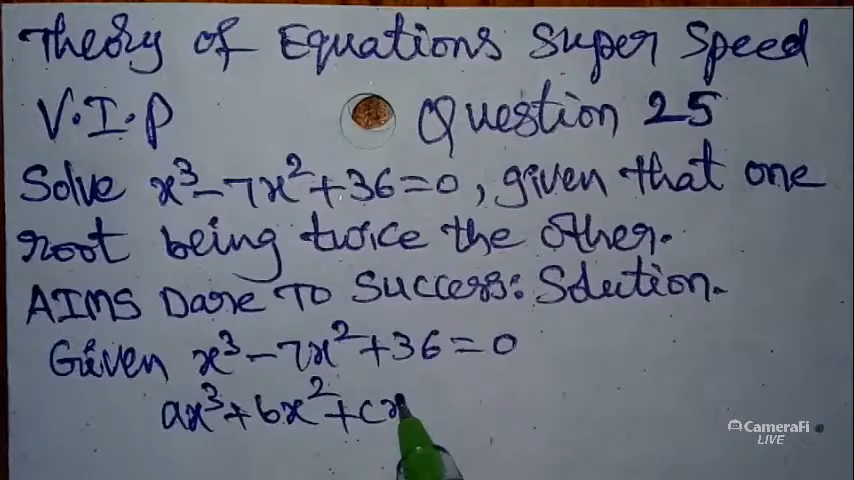 Theory of Equations Super Speed
V.I.P Question 25
Solve x³-7x²+36=0, given that one
root being twice the other.
AIMS Dare To Success: Solution.
Given x³-7x²+36=0
ax³+bx²+cx
CameraFi
LIVE